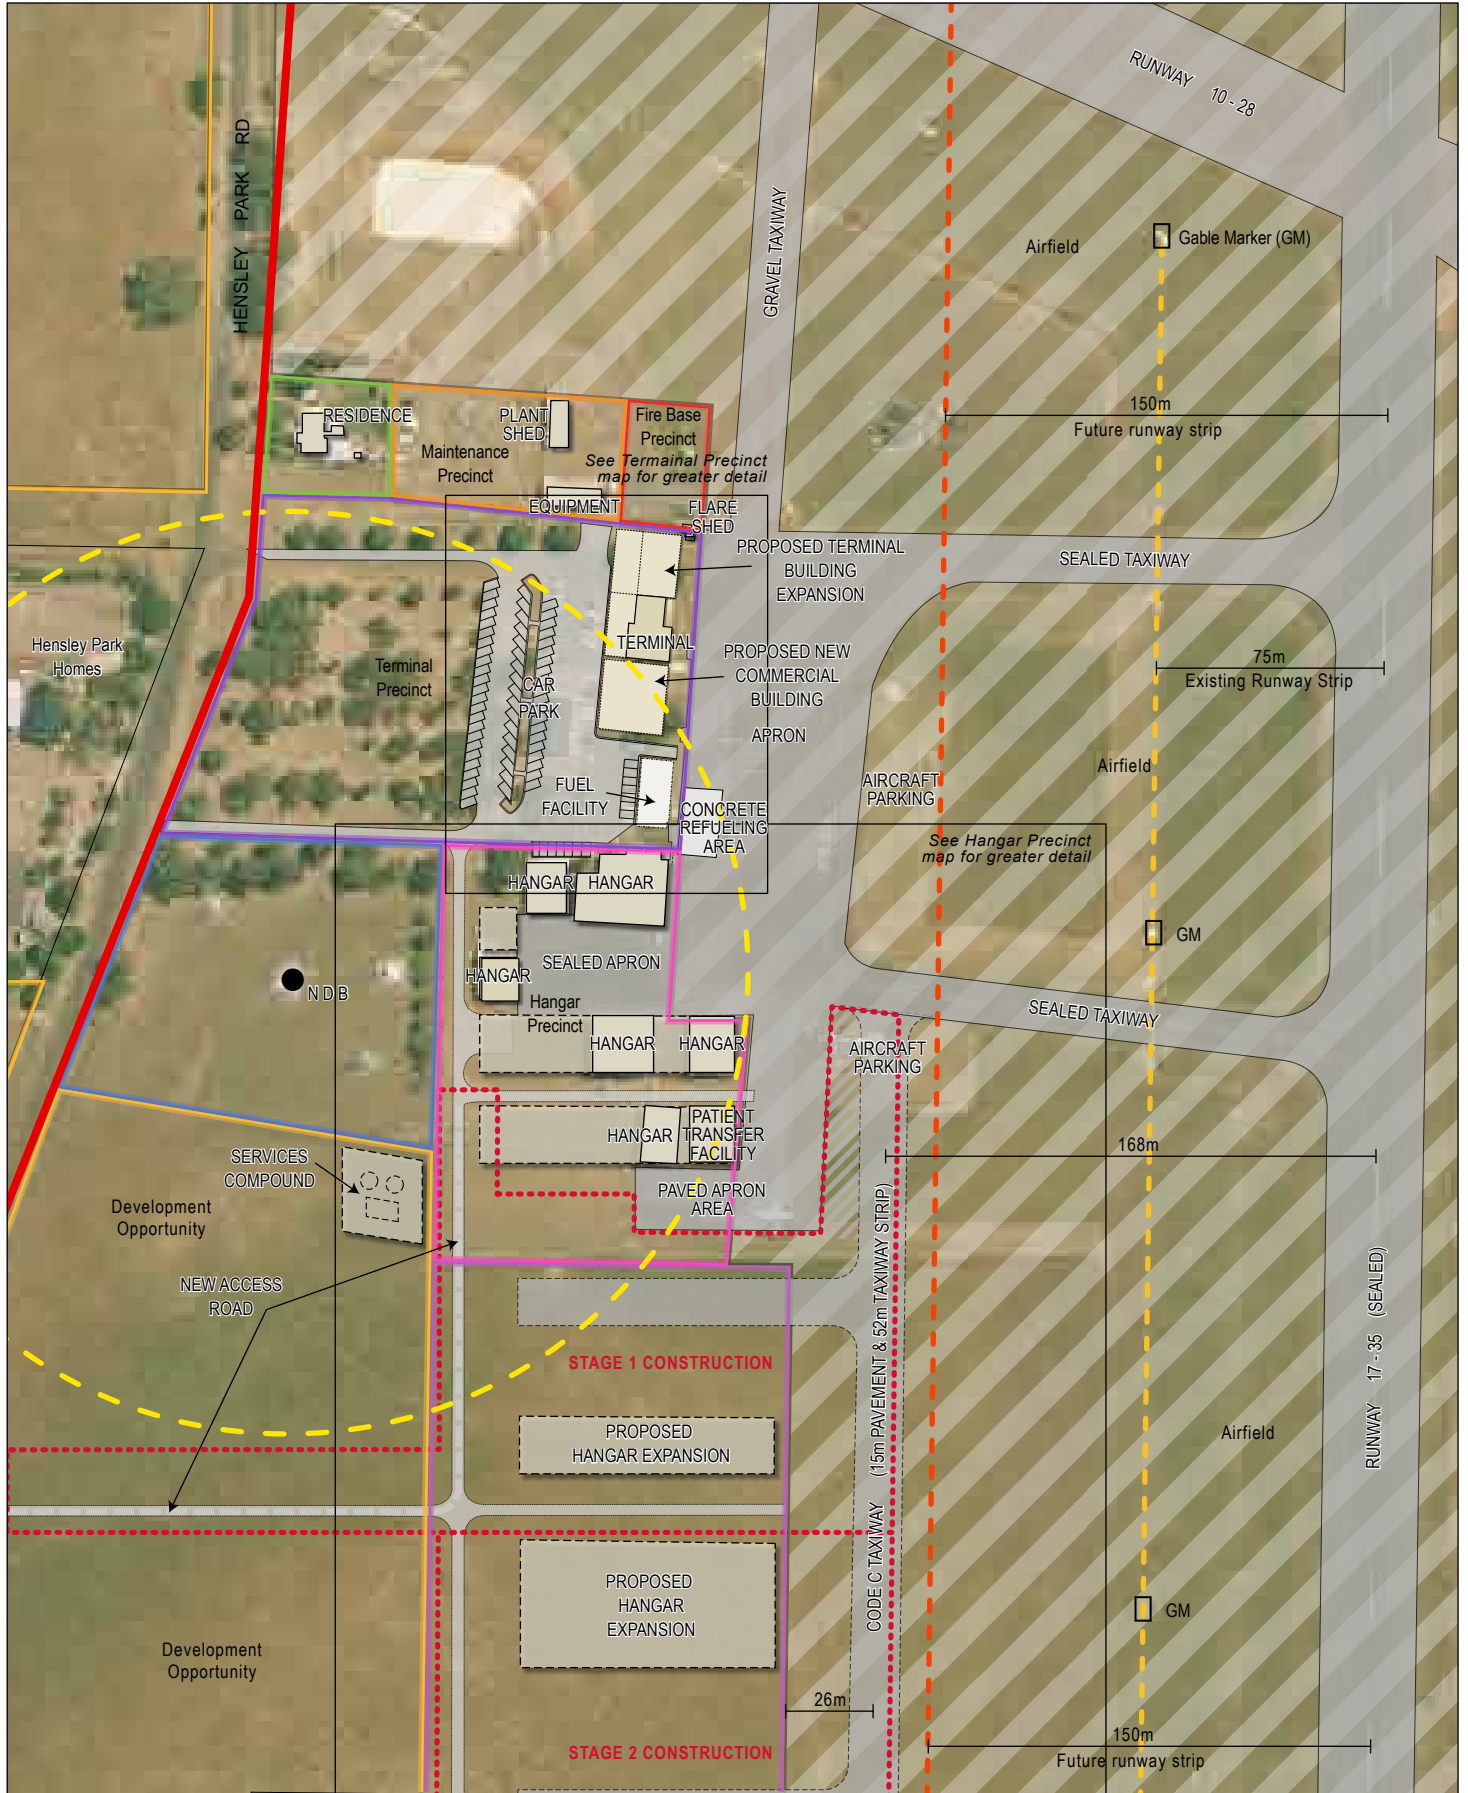 RUNWAY 10 - 28
HENSLEY PARK RD
GRAVEL TAXIWAY
Airfield
Gable Marker (GM)
150m
Future runway strip
RESIDENCE
PLANT
SHED
Fire Base
Precinct
Maintenance
Precinct
See Termainal Precinct
map for greater detail
EQUIPMENT
FLARE
SHED
PROPOSED TERMINAL
BUILDING
EXPANSION
SEALED TAXIWAY
Hensley Park
Homes
TERMINAL
Terminal
Precinct
PROPOSED NEW
COMMERCIAL
BUILDING
75m
Existing Runway Strip
CAR
PARK
APRON
Airfield
AIRCRAFT
PARKING
FUEL
FACILITY
CONCRETE
REFUELING
AREA
See Hangar Precinct
map for greater detail
HANGAR
HANGAR
GM
SEALED APRON
HANGAR
NDB
Hangar
Precinct
SEALED TAXIWAY
HANGAR
HANGAR
AIRCRAFT
PARKING
HANGAR
PATIENT
TRANSFER
FACILITY
168m
SERVICES
COMPOUND
PAVED APRON
AREA
Development
Opportunity
NEW ACCESS
ROAD
CODE C TAXIWAY (15m PAVEMENT & 52m TAXIWAY STRIP)
RUNWAY 17 - 35 (SEALED)
STAGE 1 CONSTRUCTION
PROPOSED
HANGAR EXPANSION
Airfield
PROPOSED
HANGAR
EXPANSION
GM
Development
Opportunity
26m
150m
Future runway strip
STAGE 2 CONSTRUCTION